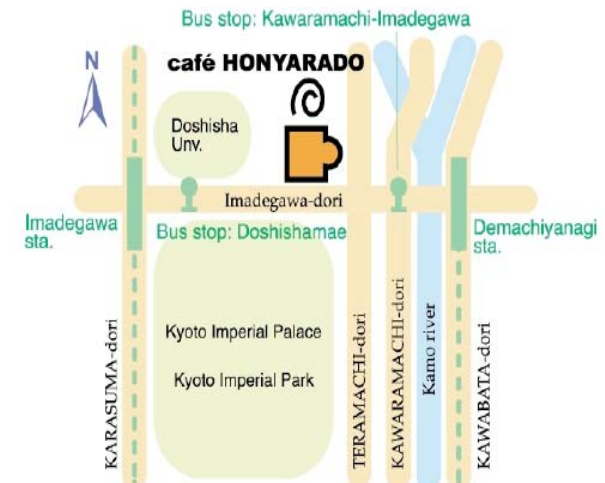 Bus stop: Kawaramachi-Imadegawa
N
café HONYARADO
Doshisha
Unv.
Imadegawa-dori
Imadegawa
sta.
Bus stop: Doshishamae
Demachiyanagi
sta.
Kyoto Imperial Palace
Kyoto Imperial Park
KARASUMA-dori
TERAMACHI-dori
KAWARAMACHI-dori
Kamo river
KAWABATA-dori